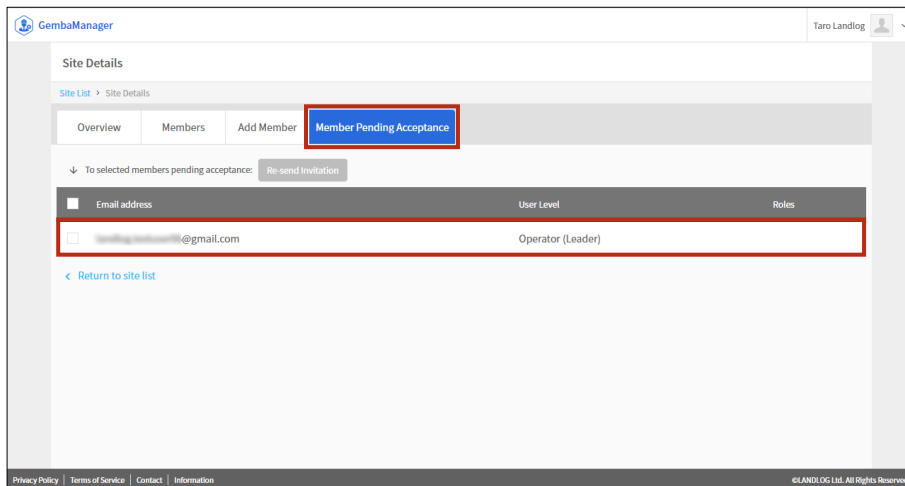 GembaManager
Taro Landlog
Site Details
Site List > Site Details
Overview Members Add Member Member Pending Acceptance
To selected members pending acceptance: Re-send Invitation
Email address User Level Roles
@gmail.com Operator (Leader)
< Return to site list
Privacy Policy | Terms of Service | Contact | Information ©LANDLOG Ltd. All Rights Reserved